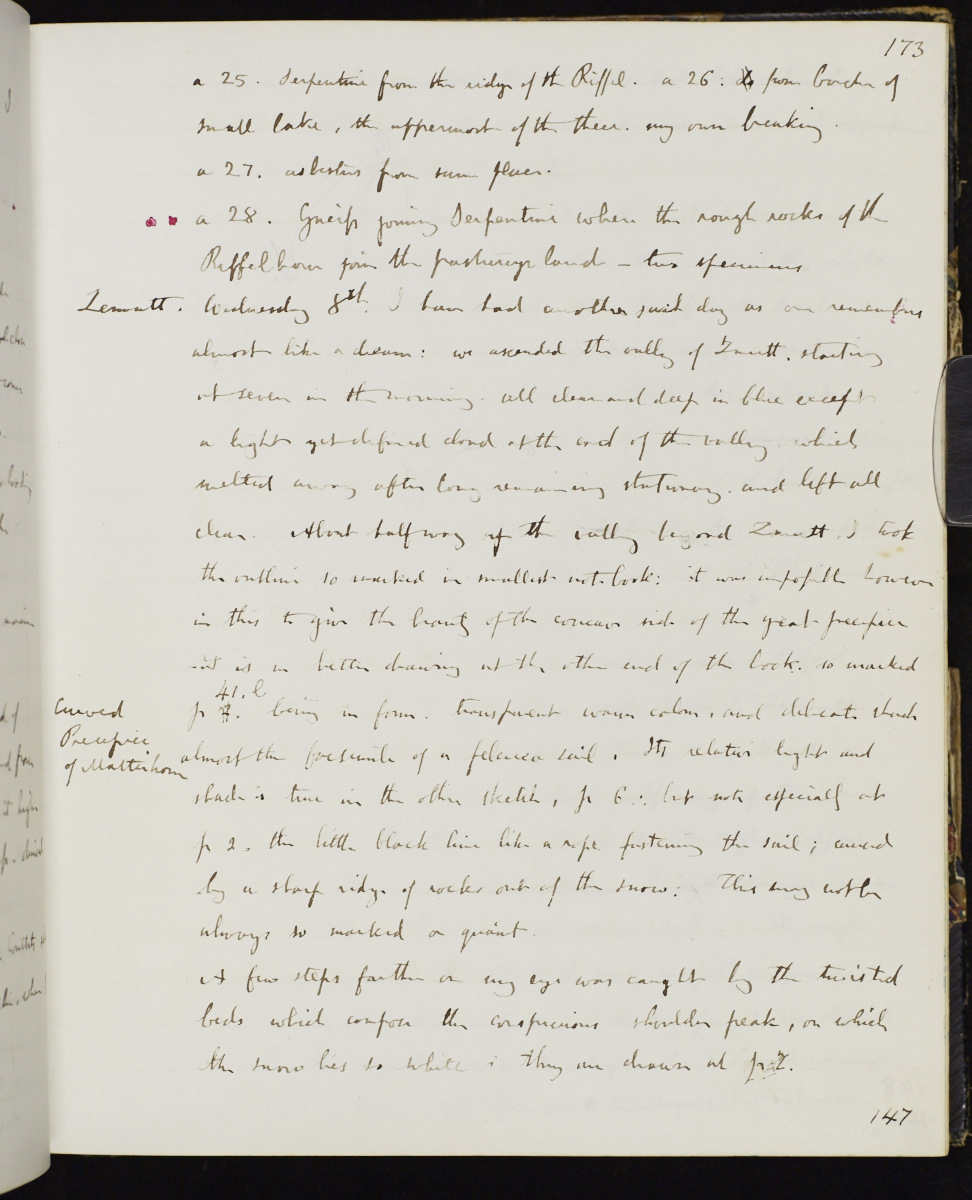 173
a 25. Serpentine from the ridge of the Riffel. a 26: Do from border of
small lake, the uppermost of the three. my own breaking.
a 27. asbestus from same place.
a 28. Gneiss joining Serpentine where the rough rocks of the
Riffelhorn join the pasturage land - two specimens
Zermatt. Wednesday 8th. I have had another such day as one remembers
almost like a dream: we ascended the valley of Zmutt, starting
at seven in the morning. all clear and deep in blue except
a light yet defined cloud at the end of the valley which
melted away after long remaining stationary. and left all
clear. About half way up the valley beyond Zmutt I took
the outline so marked in smallest notebook: it was impossible however
in this to give the beauty of the concave side of the great precipice
it is in better drawing at the other end of the book. so marked
41. b
Curved Precipice of Matterhorn
p 7. being in form. transparent warm colour, and delicate shade
almost the facsimile of a felucca sail. Its relative light and
shade is true in the other sketch, p 6: but note especially at
p 2. the little black line like a rope fastening the sail; caused
by a sharp ridge of rocks out of the snow: This may not be
always so marked or quaint.
A few steps farther on my eye was caught by the twisted
beds which compose the conspicuous shoulder peak, on which
the snow lies so white; they are drawn at p 7.
147